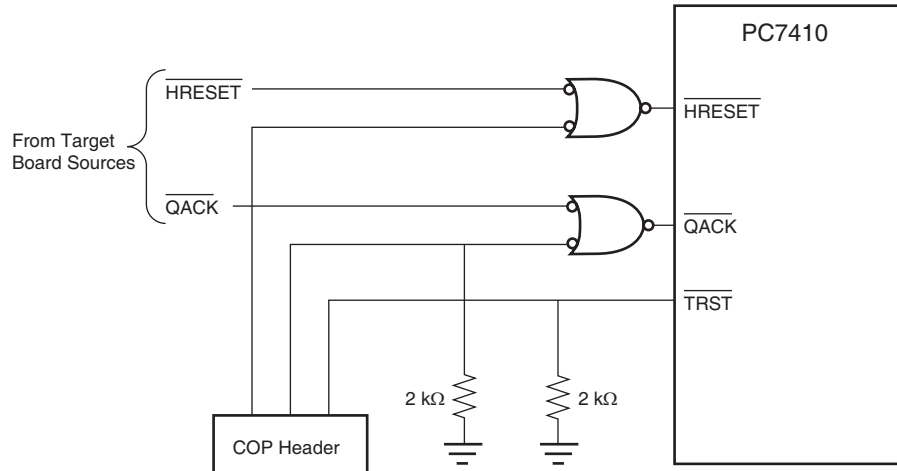 PC7410
HRESET
HRESET
From Target
Board Sources
QACK
QACK
TRST
2 kΩ
2 kΩ
COP Header